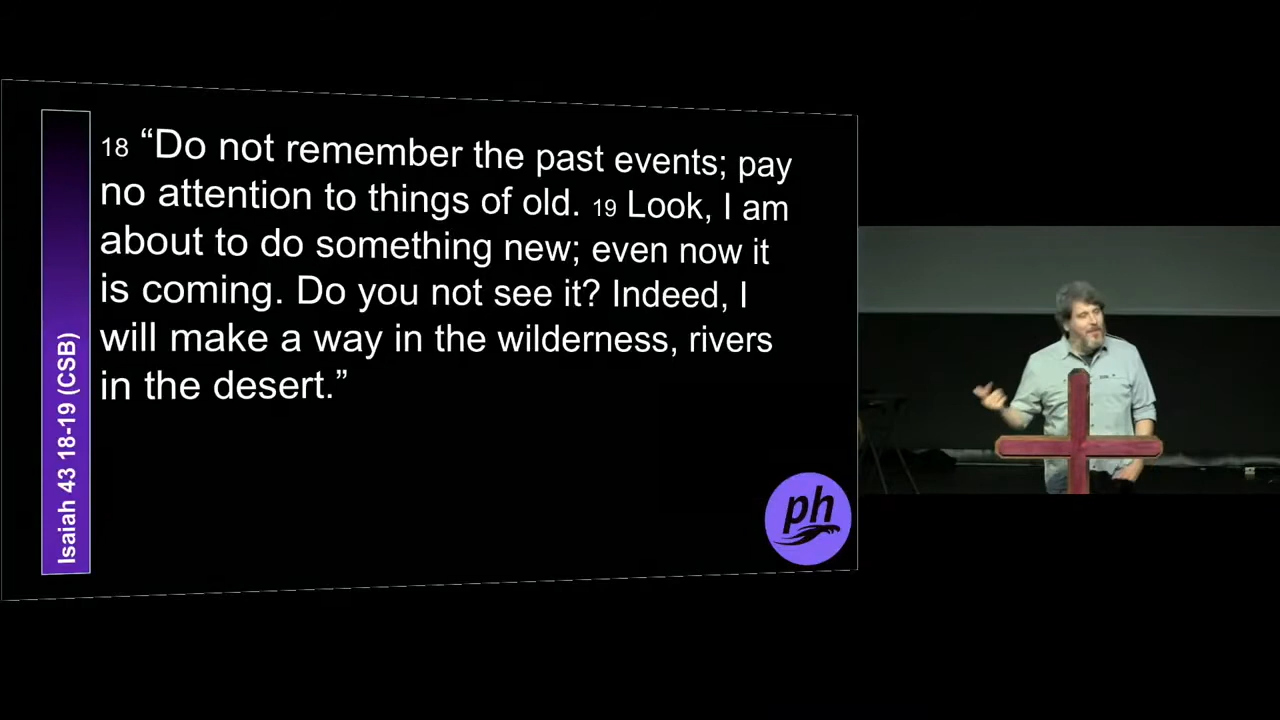 18 “Do not remember the past events; pay
no attention to things of old. 19 Look, I am
about to do something new; even now it
is coming. Do you not see it? Indeed, I
will make a way in the wilderness, rivers
in the desert.”
Isaiah 43 18-19 (CSB)
ph